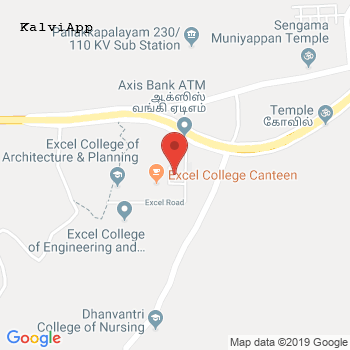 KalviApp
Pallakkapalayam 230/
110 KV Sub Station
Sengama
Muniyappan Temple
Axis Bank ATM
ஆக்ஸிஸ்
வங்கி ஏடிஎம்
Temple
கோவில்
Excel College of
Architecture & Planning
Excel College Canteen
Excel Road
Excel College
of Engineering and...
Dhanvantri
College of Nursing
Google
Map data ©2019 Google